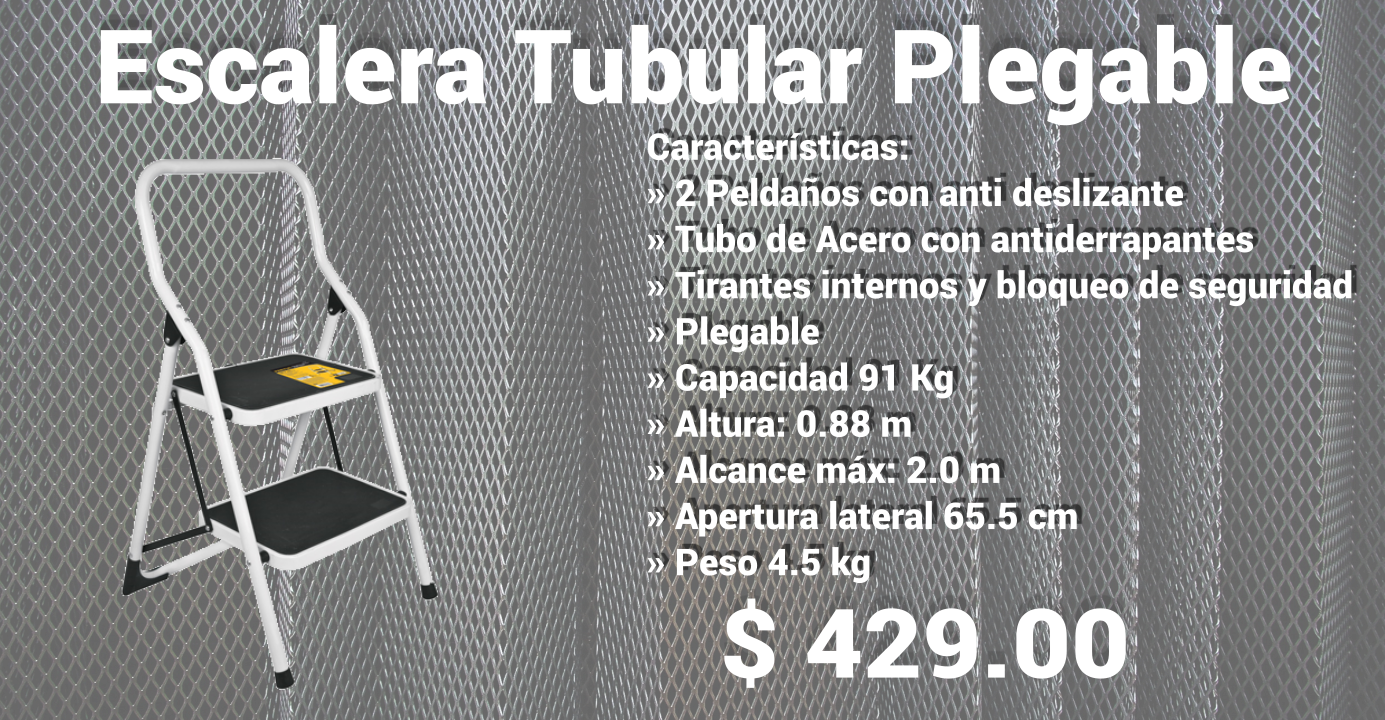 Escalera Tubular Plegable
Características:
» 2 Peldaños con anti deslizante
» Tubo de Acero con antiderrapantes
» Tirantes internos y bloqueo de seguridad
» Plegable
» Capacidad 91 Kg
» Altura: 0.88 m
» Alcance máx: 2.0 m
» Apertura lateral 65.5 cm
» Peso 4.5 kg
$ 429.00